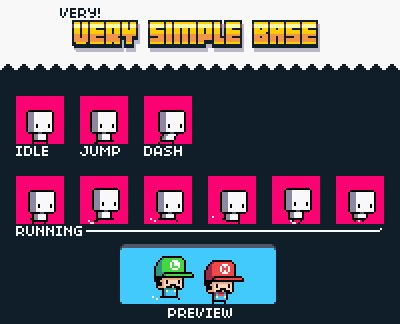 VERY!
VERY SIMPLE BASE
IDLE JUMP DASH
RUNNING
L M
PREVIEW